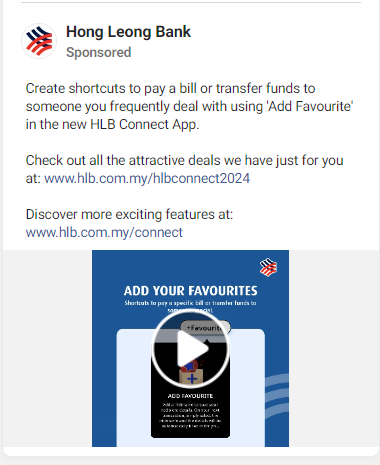 Hong Leong Bank
Sponsored
Create shortcuts to pay a bill or transfer funds to
someone you frequently deal with using 'Add Favourite'
in the new HLB Connect App.
Check out all the attractive deals we have just for you
at: www.hlb.com.my/hlbconnect2024
Discover more exciting features at:
www.hlb.com.my/connect
ADD YOUR FAVOURITES
Shortcuts to pay a specific bill or transfer funds to
+Favourite
ADD FAVOURITE